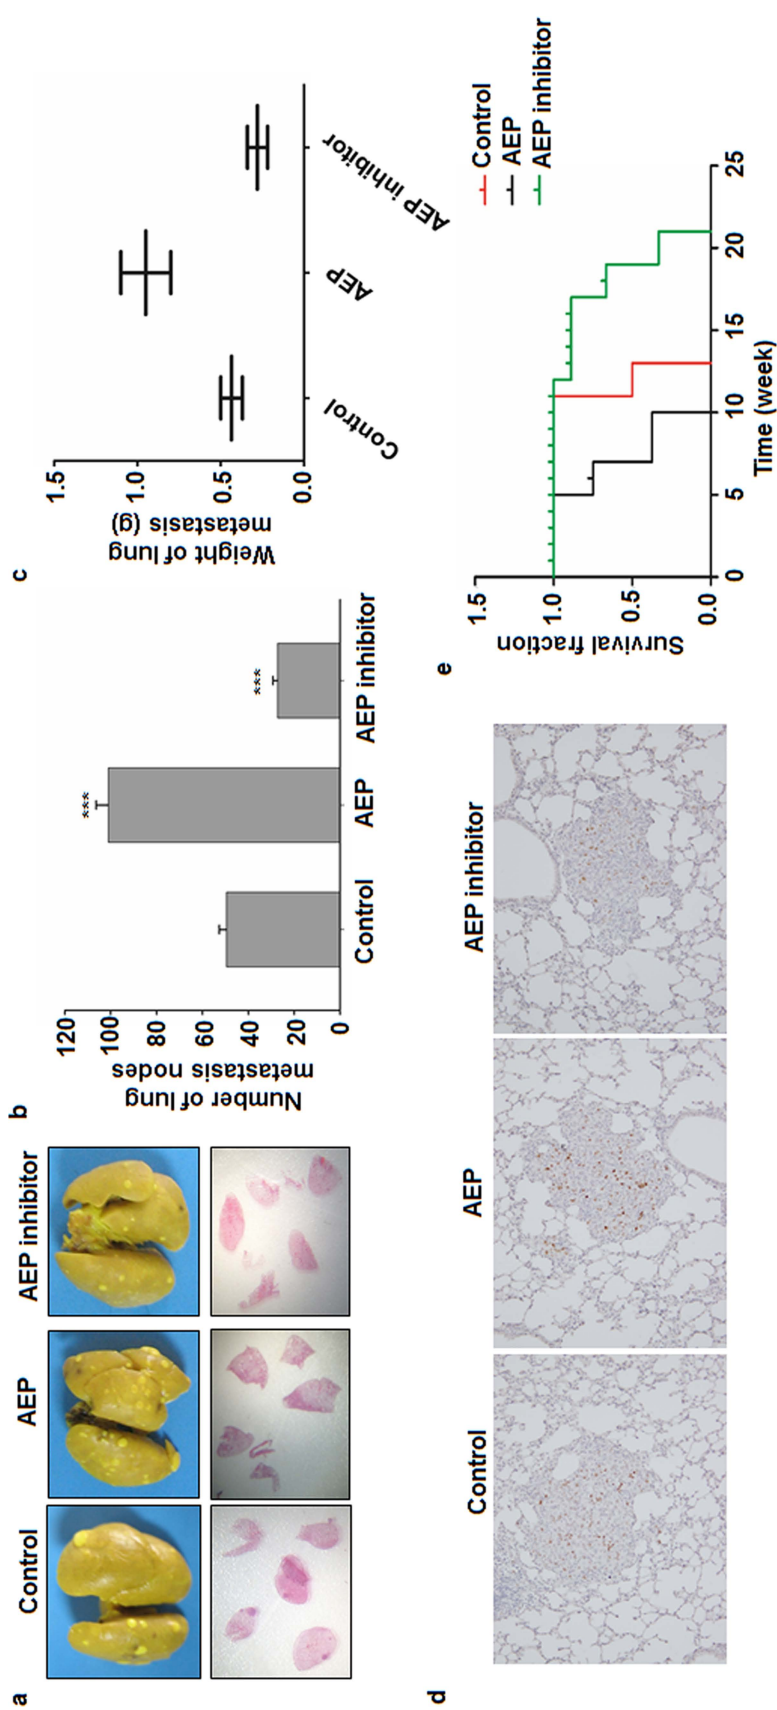 a
Control
AEP
AEP inhibitor
b
Number of lung
metastasis nodes
120
100
80
60
40
20
0
***
***
Control
AEP
AEP inhibitor
c
Weight of lung
metastasis (g)
1.5
1.0
0.5
0.0
Control
AEP
AEP inhibitor
d
Control
AEP
AEP inhibitor
e
Survival fraction
1.5
1.0
0.5
0.0
0
5
10
15
20
25
Time (week)
Control
AEP
AEP inhibitor